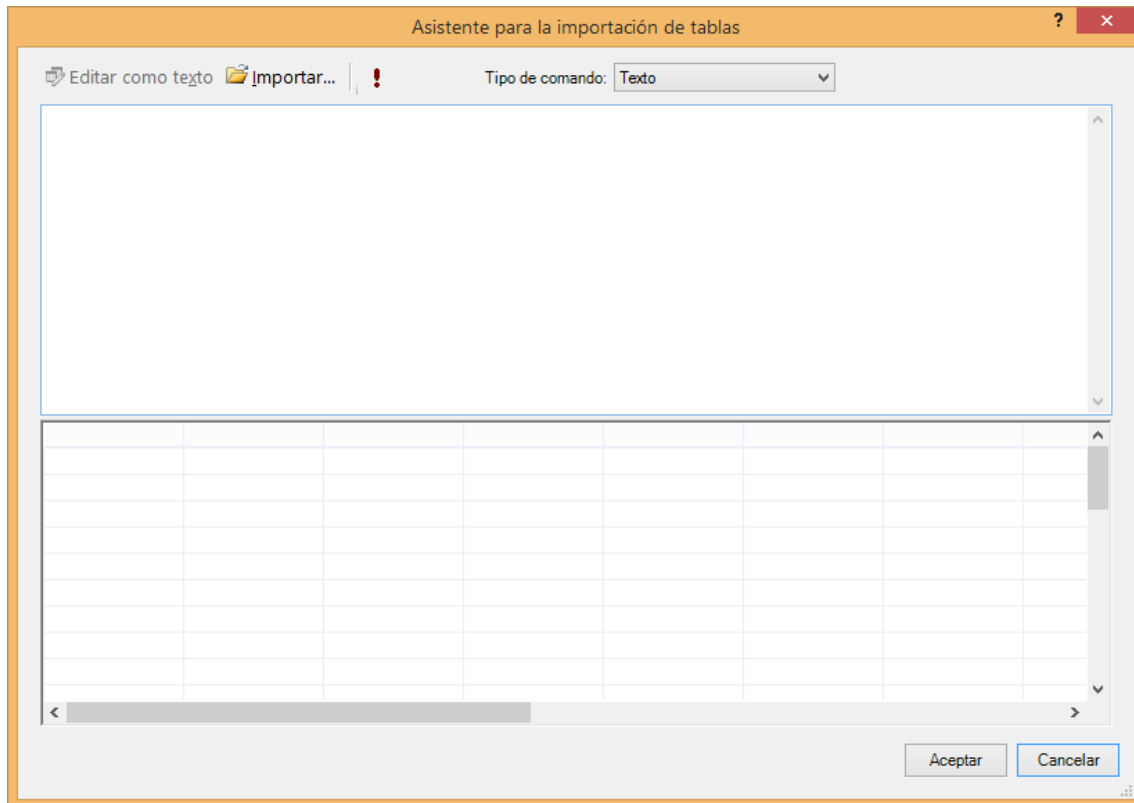 Asistente para la importación de tablas
?
Editar como texto Importar... ! Tipo de comando: Texto
Aceptar Cancelar